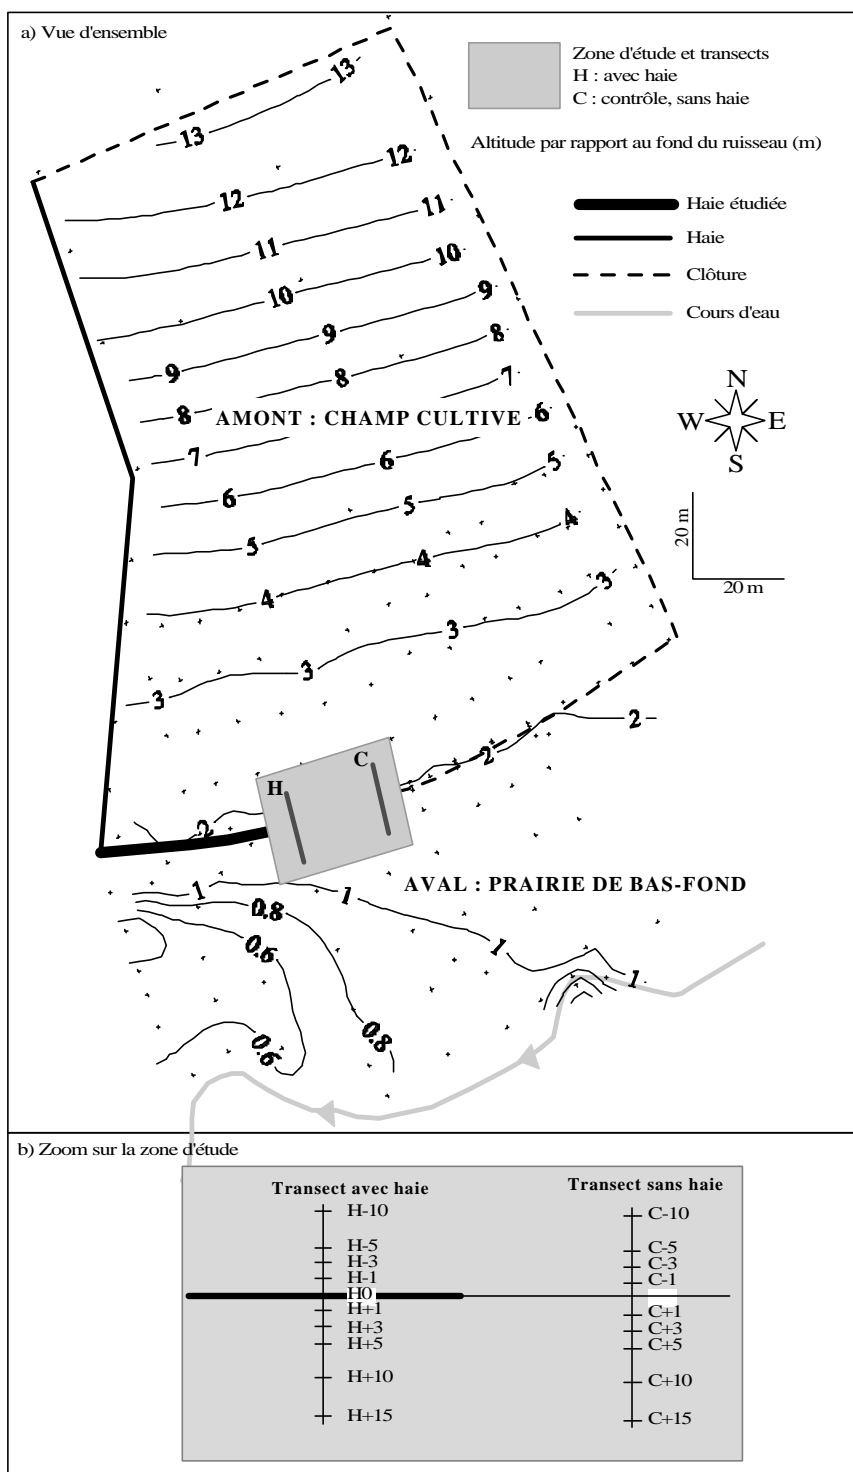 a) Vue d'ensemble
Zone d'étude et transects
H : avec haie
C : contrôle, sans haie
Altitude par rapport au fond du ruisseau (m)
Haie étudiée
Haie
Clôture
Cours d'eau
N
W E
S
20 m
20 m
13
13
12
12
11
11
10
10
9
9
9
8
8
8
7
AMONT : CHAMP CULTIVE
7
6
6
6
5
5
5
4
4
4
3
3
3
3
2
2
2
C
H
AVAL : PRAIRIE DE BAS-FOND
1
1
1
1
0.8
0.6
0.8
0.6
b) Zoom sur la zone d'étude
Transect avec haie
H-10
H-5
H-3
H-1
H0
H+1
H+3
H+5
H+10
H+15
Transect sans haie
C-10
C-5
C-3
C-1
C+1
C+3
C+5
C+10
C+15